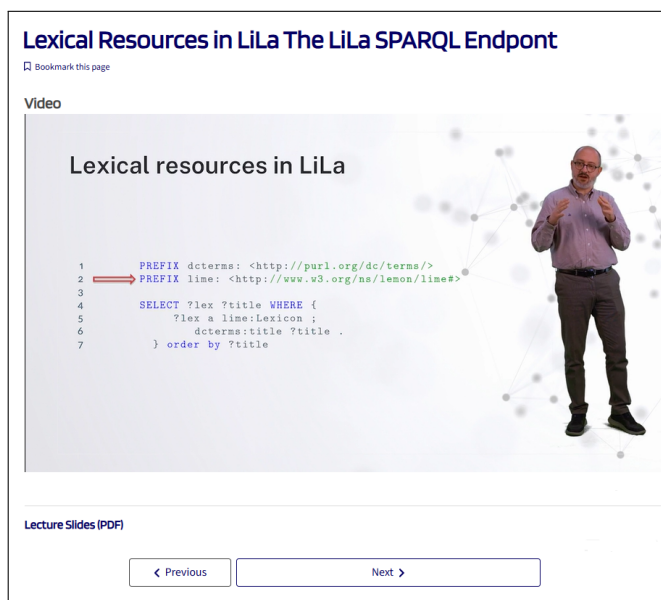 Lexical Resources in LiLa The LiLa SPARQL Endpont
Bookmark this page
Video
Lexical resources in LiLa
1 PREFIX dcterms: <http://purl.org/dc/terms/>
2 PREFIX lime: <http://www.w3.org/ns/lemon/lime#>
3
4 SELECT ?lex ?title WHERE {
5 ?lex a lime:Lexicon ;
6 dcterms:title ?title .
7 } order by ?title
Lecture Slides (PDF)
Previous Next